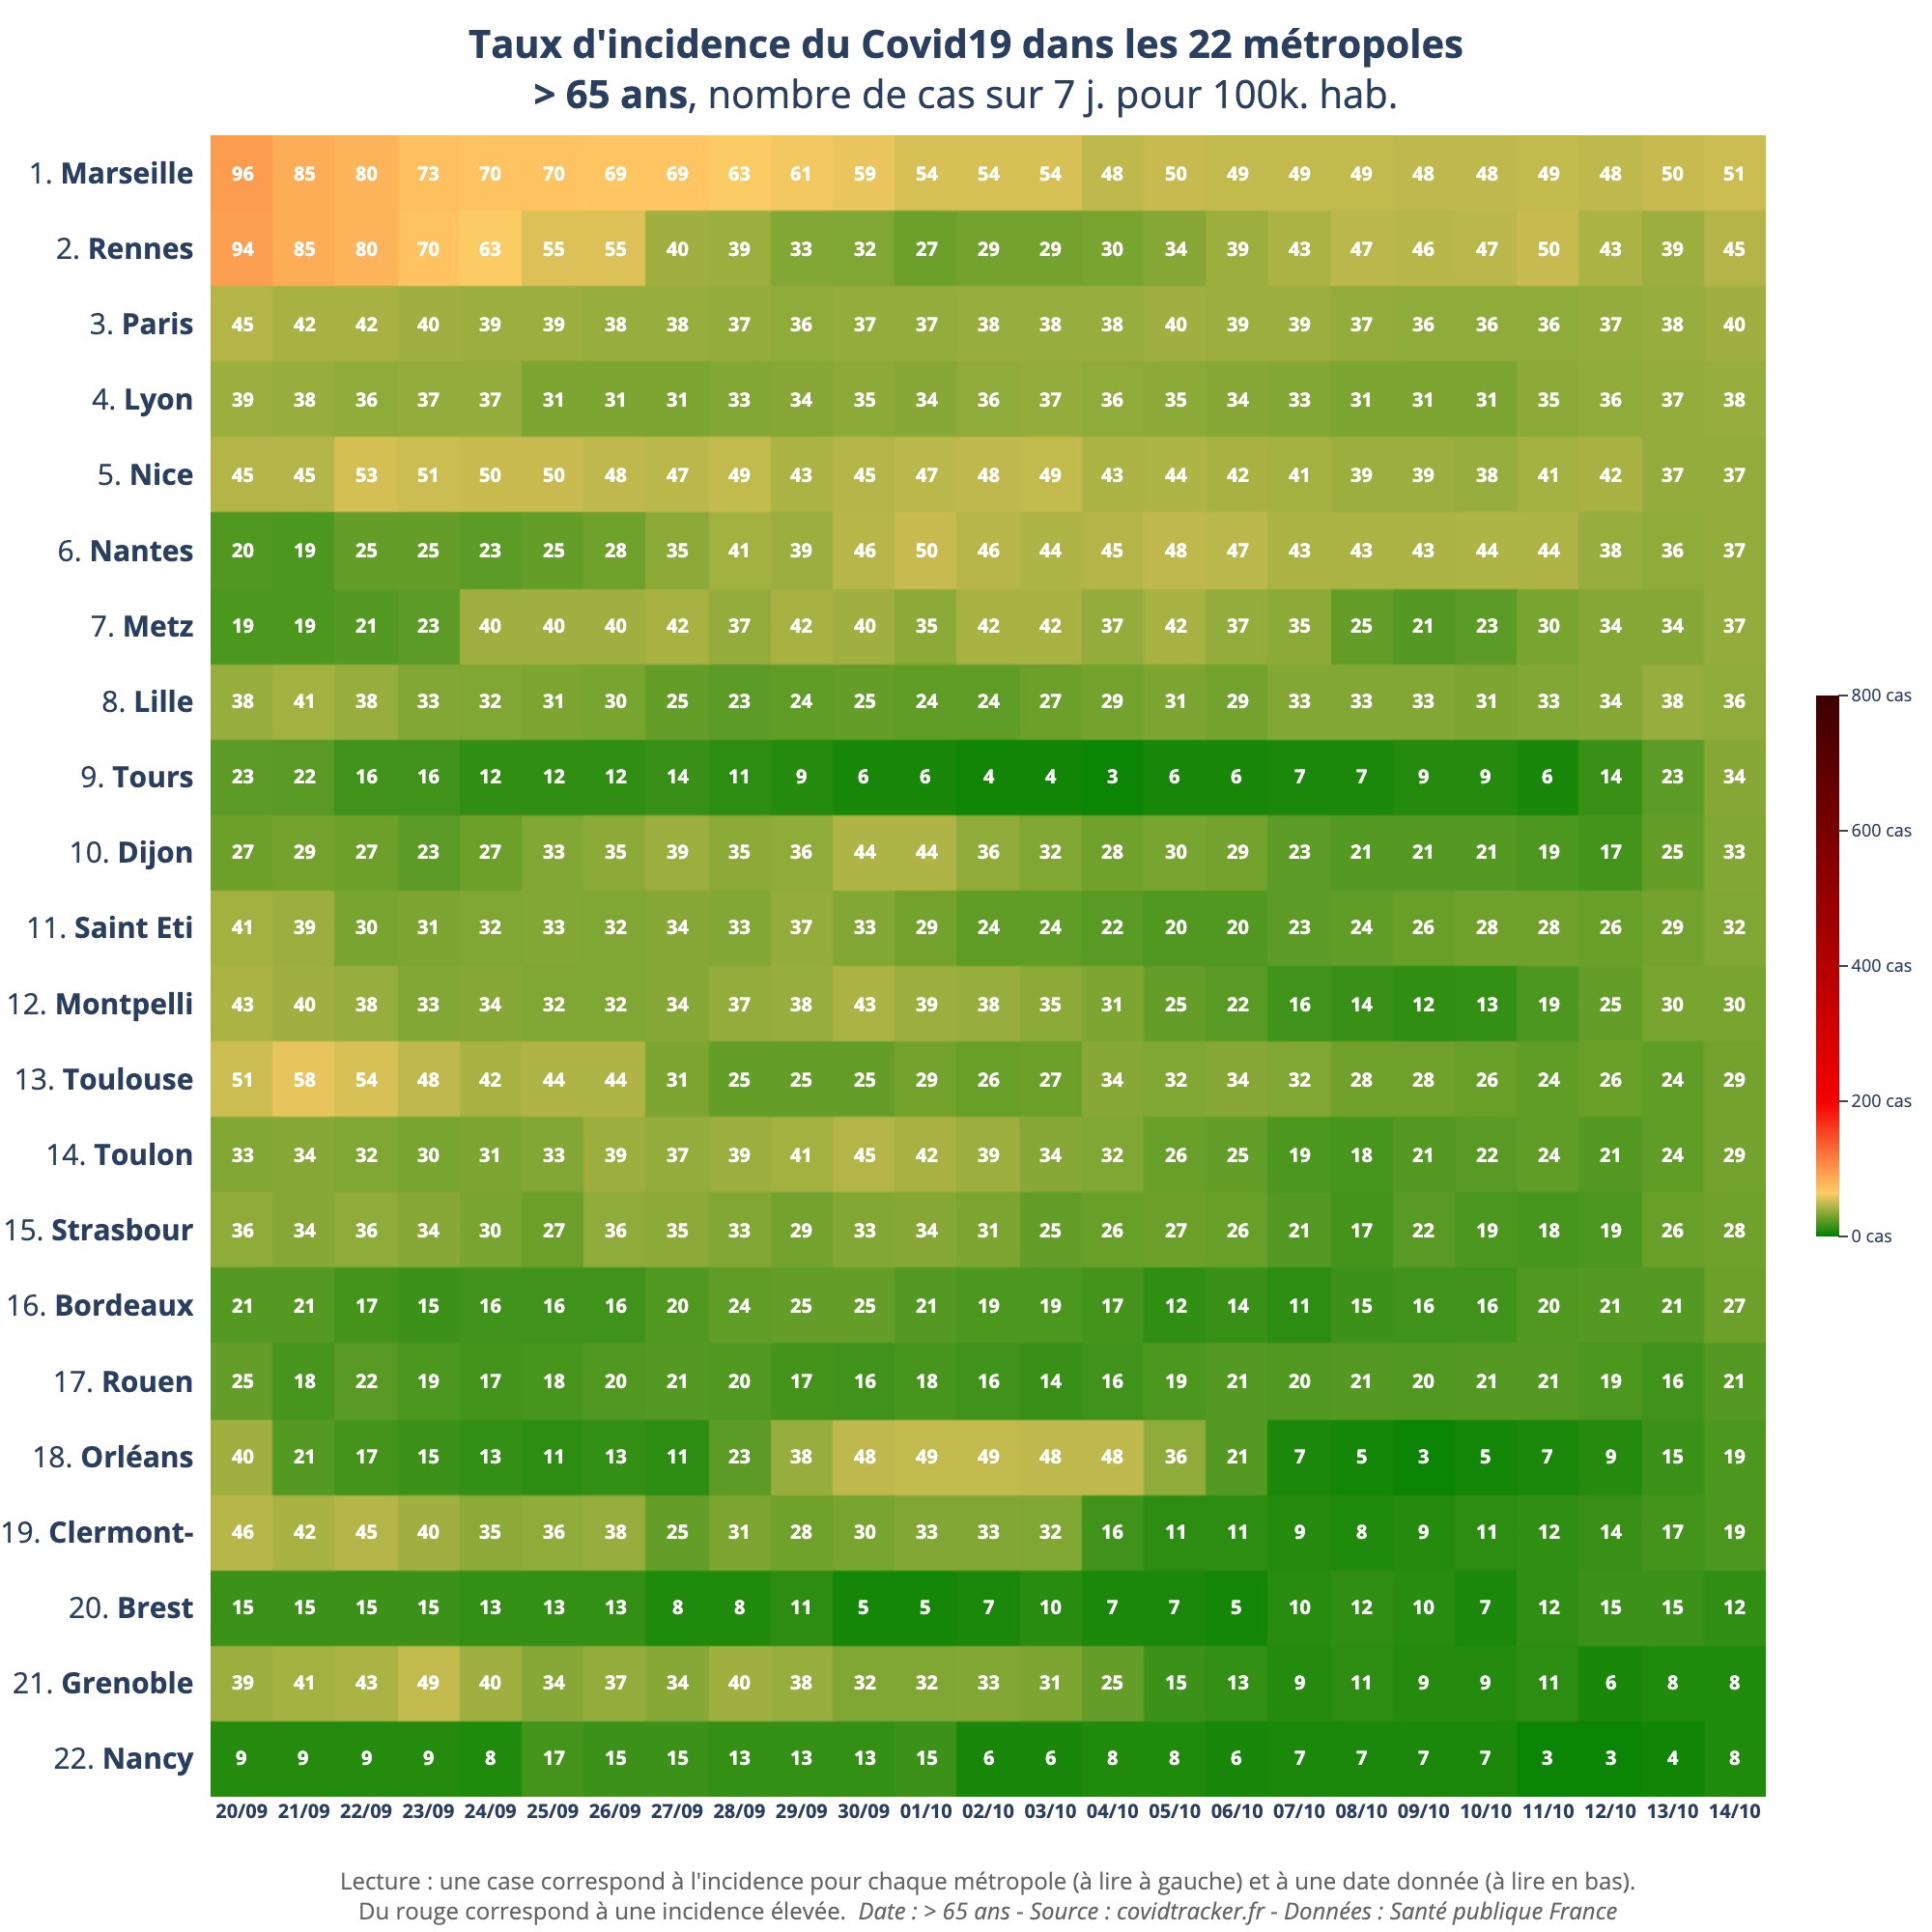 Taux d'incidence du Covid19 dans les 22 métropoles
> 65 ans, nombre de cas sur 7 j. pour 100k. hab.
1. Marseille 96 85 80 73 70 70 69 69 63 61 59 54 54 54 48 50 49 49 49 48 48 49 48 50 51
2. Rennes 94 85 80 70 63 55 55 40 39 33 32 27 29 29 30 34 39 43 47 46 47 50 43 39 45
3. Paris 45 42 42 40 39 39 38 38 37 36 37 37 38 38 38 40 39 39 37 36 36 36 37 38 40
4. Lyon 39 38 36 37 37 31 31 31 33 34 35 34 36 37 36 35 34 33 31 31 31 35 36 37 38
5. Nice 45 45 53 51 50 50 48 47 49 43 45 47 48 49 43 44 42 41 39 39 38 41 42 37 37
6. Nantes 20 19 25 25 23 25 28 35 41 39 46 50 46 44 45 48 47 43 43 43 44 44 38 36 37
7. Metz 19 19 21 23 40 40 40 42 37 42 40 35 42 42 37 42 37 35 25 21 23 30 34 34 37
8. Lille 38 41 38 33 32 31 30 25 23 24 25 24 24 27 29 31 29 33 33 33 31 33 34 38 36
9. Tours 23 22 16 16 12 12 12 14 11 9 6 6 4 4 3 6 6 7 7 9 9 6 14 23 34
10. Dijon 27 29 27 23 27 33 35 39 35 36 44 44 36 32 28 30 29 23 21 21 21 19 17 25 33
11. Saint Eti 41 39 30 31 32 33 32 34 33 37 33 29 24 24 22 20 20 23 24 26 28 28 26 29 32
12. Montpelli 43 40 38 33 34 32 32 34 37 38 43 39 38 35 31 25 22 16 14 12 13 19 25 30 30
13. Toulouse 51 58 54 48 42 44 44 31 25 25 25 29 26 27 34 32 34 32 28 28 26 24 26 24 29
14. Toulon 33 34 32 30 31 33 39 37 39 41 45 42 39 34 32 26 25 19 18 21 22 24 21 24 29
15. Strasbour 36 34 36 34 30 27 36 35 33 29 33 34 31 25 26 27 26 21 17 22 19 18 19 26 28
16. Bordeaux 21 21 17 15 16 16 16 20 24 25 25 21 19 19 17 12 14 11 15 16 16 20 21 21 27
17. Rouen 25 18 22 19 17 18 20 21 20 17 16 18 16 14 16 19 21 20 21 20 21 21 19 16 21
18. Orléans 40 21 17 15 13 11 13 11 23 38 48 49 49 48 48 36 21 7 5 3 5 7 9 15 19
19. Clermont- 46 42 45 40 35 36 38 25 31 28 30 33 33 32 16 11 11 9 8 9 11 12 14 17 19
20. Brest 15 15 15 15 13 13 13 8 8 11 5 5 7 10 7 7 5 10 12 10 7 12 15 15 12
21. Grenoble 39 41 43 49 40 34 37 34 40 38 32 32 33 31 25 15 13 9 11 9 9 11 6 8 8
22. Nancy 9 9 9 9 8 17 15 15 13 13 13 15 6 6 8 8 6 7 7 7 7 3 3 4 8
20/09 21/09 22/09 23/09 24/09 25/09 26/09 27/09 28/09 29/09 30/09 01/10 02/10 03/10 04/10 05/10 06/10 07/10 08/10 09/10 10/10 11/10 12/10 13/10 14/10
800 cas
600 cas
400 cas
200 cas
0 cas
Lecture : une case correspond à l'incidence pour chaque métropole (à lire à gauche) et à une date donnée (à lire en bas).
Du rouge correspond à une incidence élevée. Date : > 65 ans - Source : covidtracker.fr - Données : Santé publique France